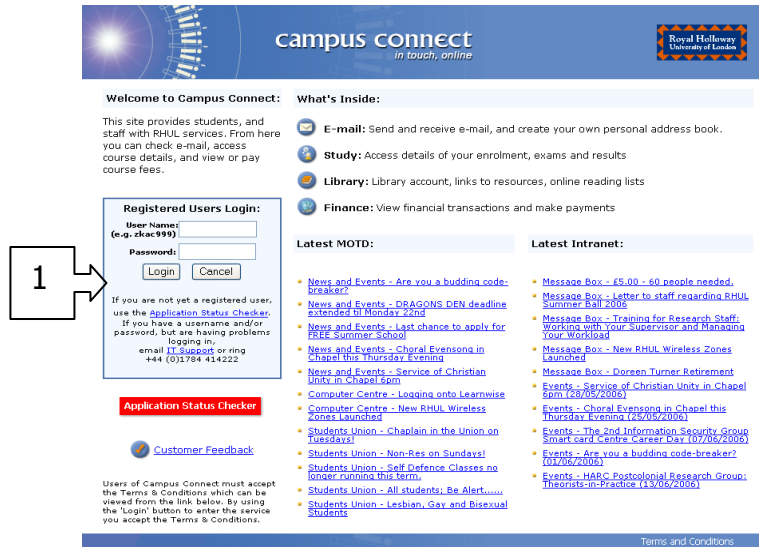 campus connect
in touch, online
Royal Holloway
University of London
Welcome to Campus Connect:
This site provides students, and
staff with RHUL services. From here
you can check e-mail, access
course details, and view or pay
course fees.
Registered Users Login:
User Name:
(e.g. zkac999)
Password:
Login Cancel
If you are not yet a registered user,
use the Application Status Checker.
If you have a username and/or
password, but are having problems
logging in,
email IT Support or ring
+44 (0)1784 414222
1
Application Status Checker
Customer Feedback
Users of Campus Connect must accept
the Terms & Conditions which can be
viewed from the link below. By using
the 'Login' button to enter the service
you accept the Terms & Conditions.
What's Inside:
E-mail: Send and receive e-mail, and create your own personal address book.
Study: Access details of your enrolment, exams and results
Library: Library account, links to resources, online reading lists
Finance: View financial transactions and make payments
Latest MOTD:
News and Events - Are you a budding code-
breaker?
News and Events - DRAGONS DEN deadline
extended til Monday 22nd
News and Events - Last chance to apply for
FREE Summer School
News and Events - Choral Evensong in
Chapel this Thursday Evening
News and Events - Service of Christian
Unity in Chapel 6pm
Computer Centre - Logging onto Learnwise
Computer Centre - New RHUL Wireless
Zones Launched
Students Union - Chaplain in the Union on
Tuesdays!
Students Union - Non-Res on Sundays!
Students Union - Self Defence Classes no
longer running this term.
Students Union - All students; Be Alert......
Students Union - Lesbian, Gay and Bisexual
Students
Latest Intranet:
Message Box - £5.00 - 60 people needed.
Message Box - Letter to staff regarding RHUL
Summer Ball 2006
Message Box - Training for Research Staff:
Working with Your Supervisor and Managing
Your Workload
Message Box - New RHUL Wireless Zones
Launched
Message Box - Doreen Turner Retirement
Events - Service of Christian Unity in Chapel
6pm (28/05/2006)
Events - Choral Evensong in Chapel this
Thursday Evening (25/05/2006)
Events - The 2nd Information Security Group
Smart card Centre Career Day (07/06/2006)
Events - Are you a budding code-breaker?
(01/06/2006)
Events - HARC Postcolonial Research Group:
Theorists-in-Practice (13/06/2006)
Terms and Conditions